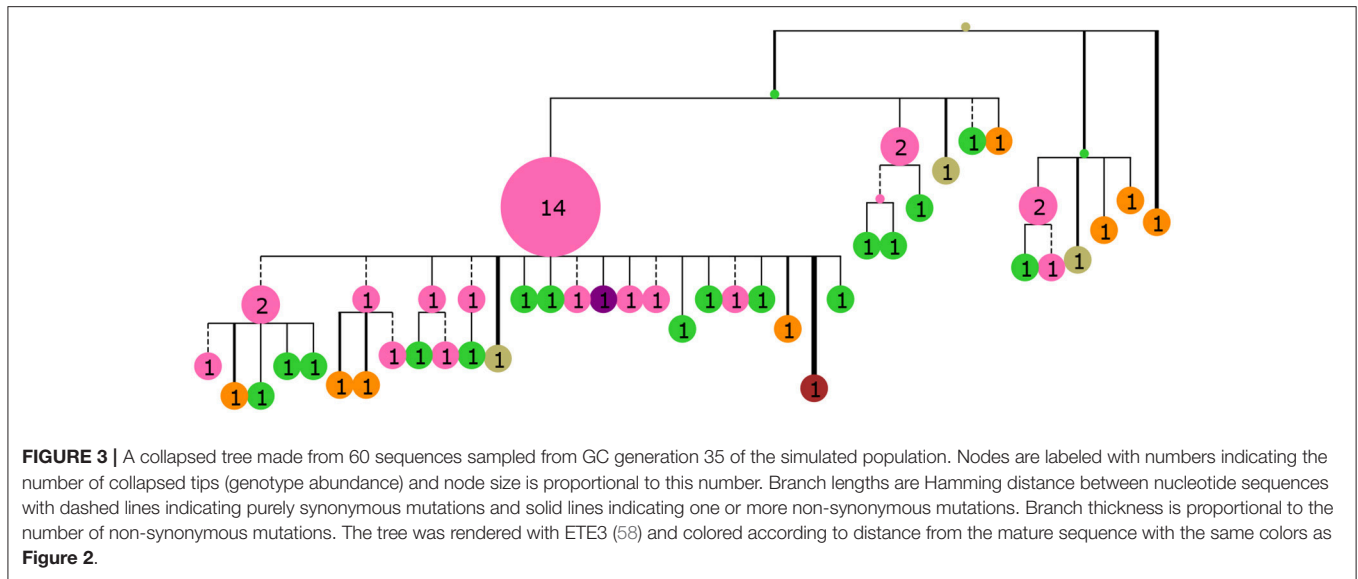 1 1
2
1
1
2
1
1
1
14
1
1 1
1 1 1
2
1
1
1
1 1 1 1 1 1
1 1 1
1
1
1
1
1 1
1 1 1 1
1
1 1
1
1 1
FIGURE 3 | A collapsed tree made from 60 sequences sampled from GC generation 35 of the simulated population. Nodes are labeled with numbers indicating the
number of collapsed tips (genotype abundance) and node size is proportional to this number. Branch lengths are Hamming distance between nucleotide sequences
with dashed lines indicating purely synonymous mutations and solid lines indicating one or more non-synonymous mutations. Branch thickness is proportional to the
number of non-synonymous mutations. The tree was rendered with ETE3 (58) and colored according to distance from the mature sequence with the same colors as
Figure 2.